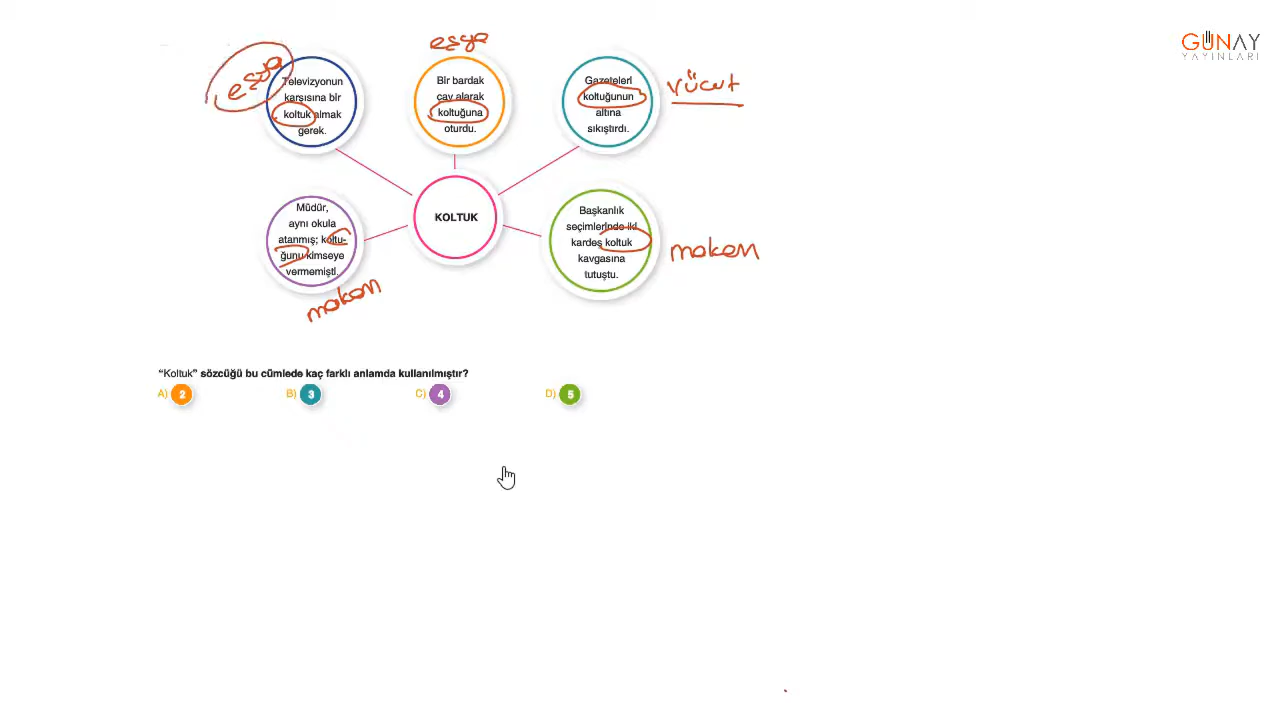 GÜNAY
YAYINLARI
eşya
Televizyonun
karşısına bir
koltuk almak
gerek.
eşya
Bir bardak
çay alarak
koltuğuna
oturdu.
Gazeteleri
koltuğunun
altına
sıkıştırdı.
vücut
Müdür,
aynı okula
atanmış; koltu-
ğunu kimseye
vermemişti.
makam
KOLTUK
Başkanlık
seçimlerinde iki
kardeş koltuk
kavgasına
tutuştu.
makam
"Koltuk" sözcüğü bu cümlede kaç farklı anlamda kullanılmıştır?
A) 2 B) 3 C) 4 D) 5